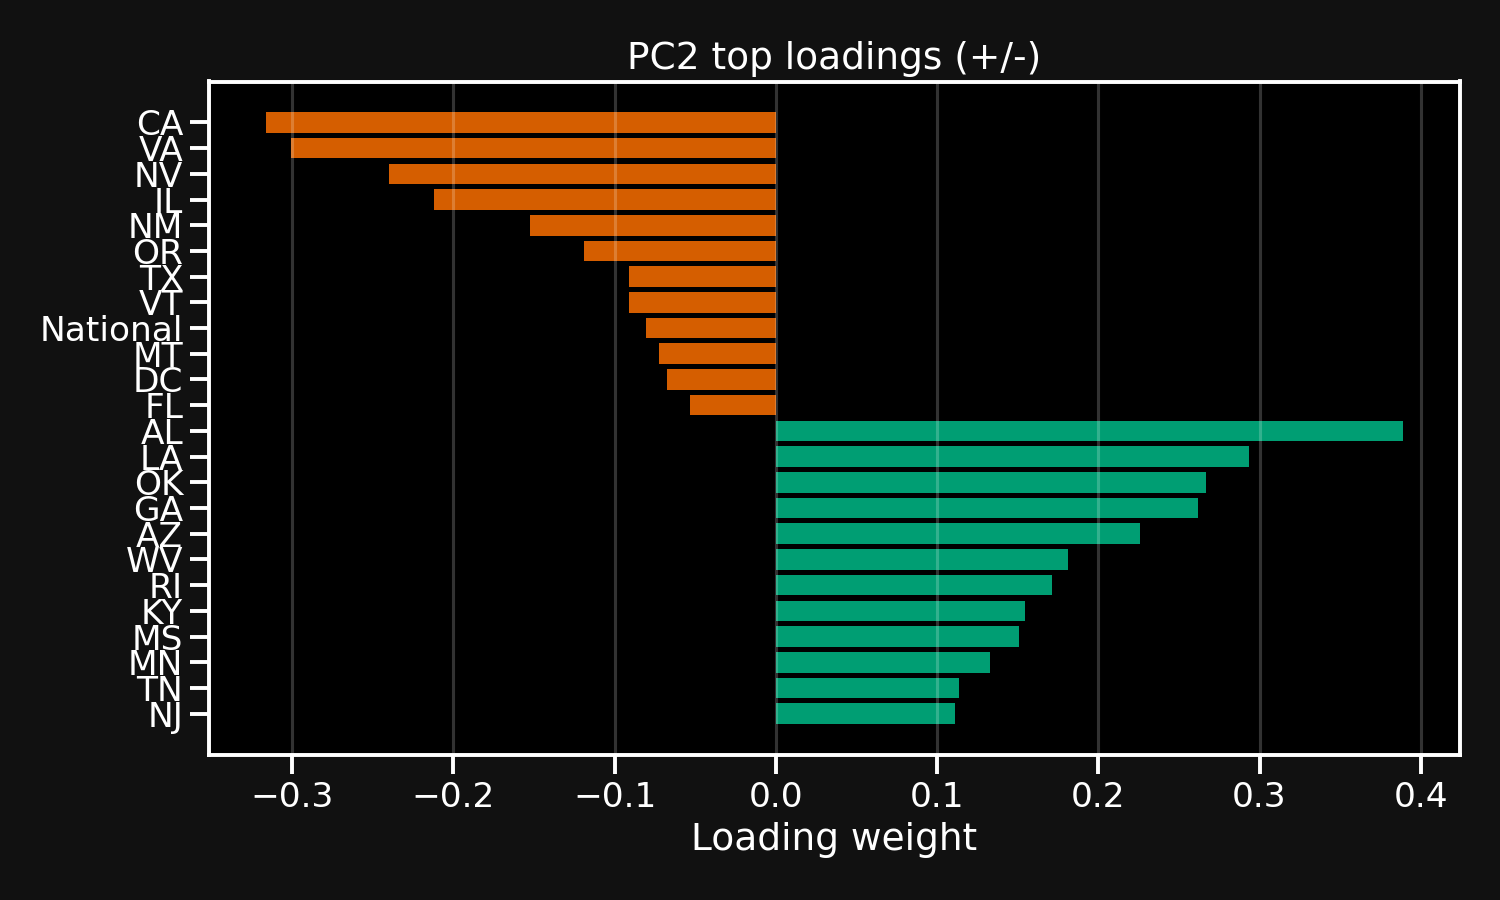 PC2 top loadings (+/-)
CA
VA
NV
IL
NM
OR
TX
VT
National
MT
DC
FL
AL
LA
OK
GA
AZ
WV
RI
KY
MS
MN
TN
NJ
−0.3 −0.2 −0.1 0.0 0.1 0.2 0.3 0.4
Loading weight